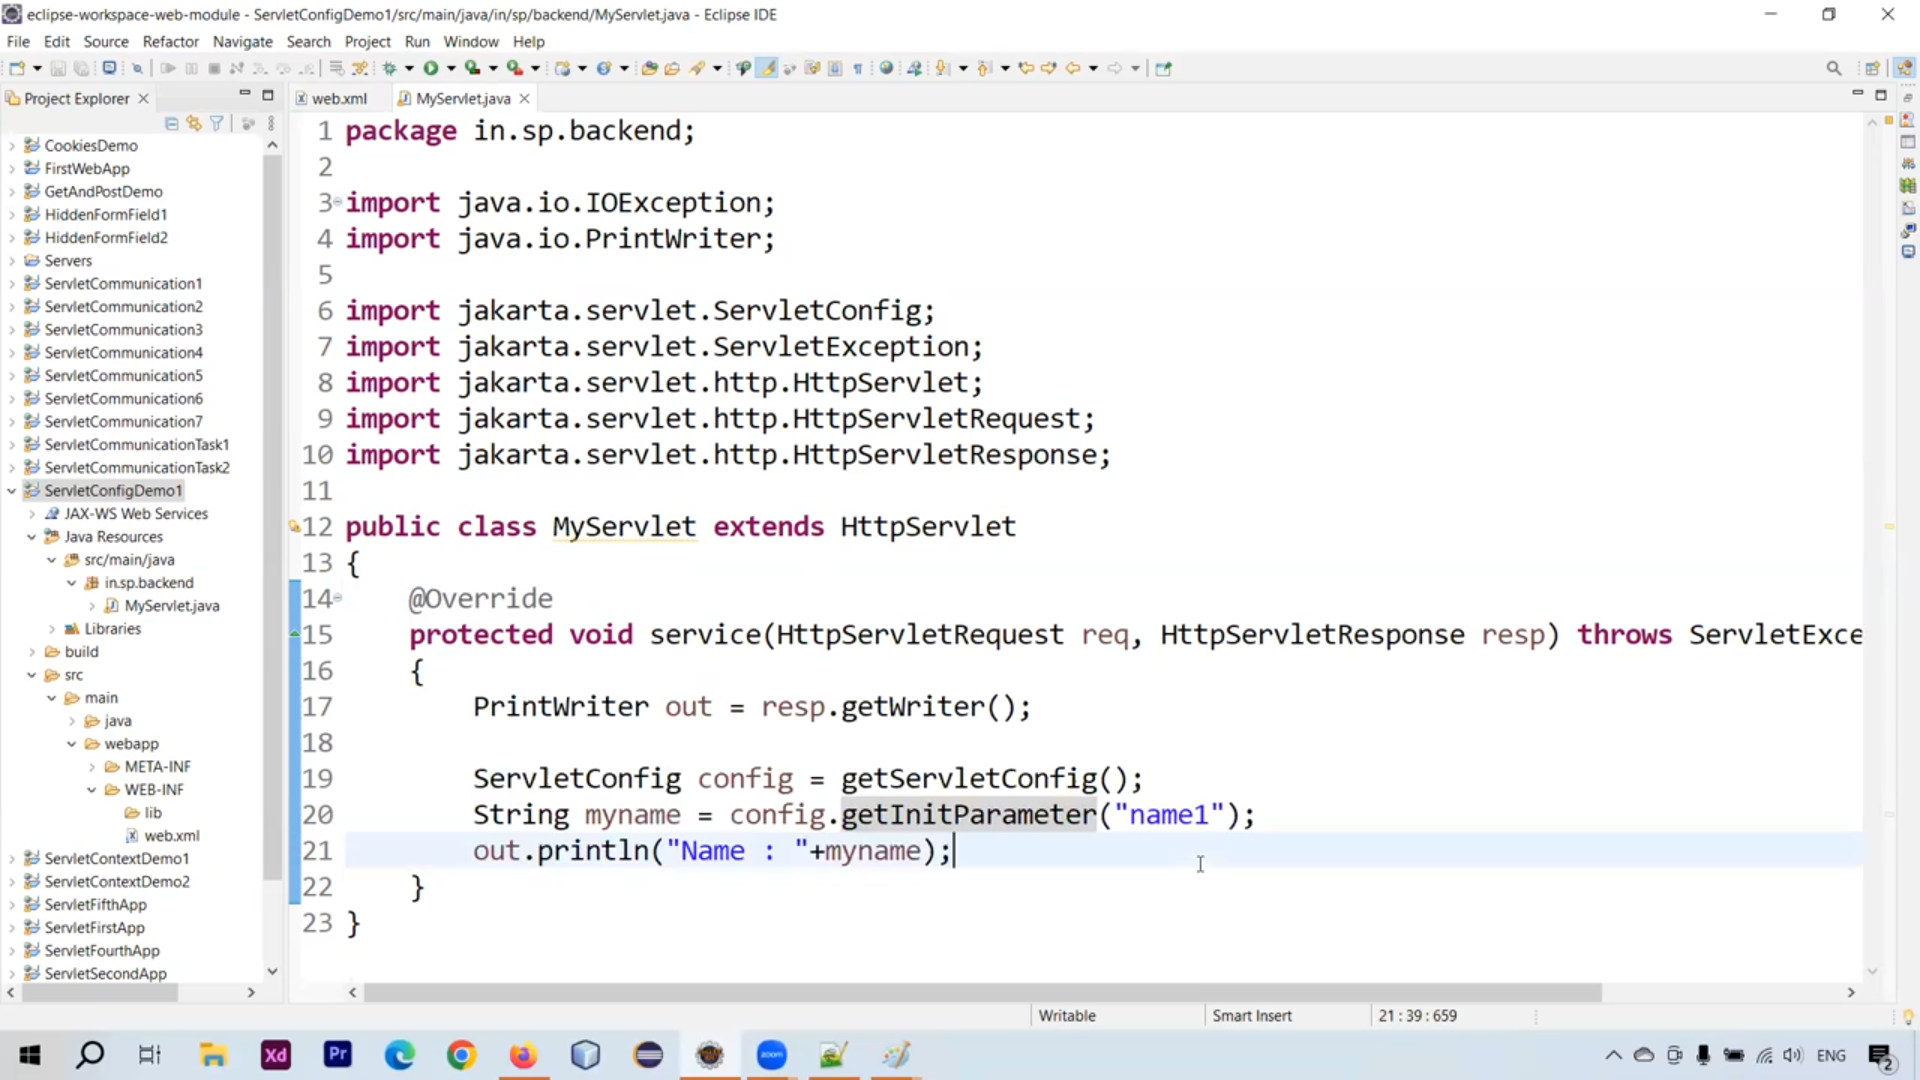 eclipse-workspace-web-module - ServletConfigDemo1/src/main/java/in/sp/backend/MyServlet.java - Eclipse IDE
File Edit Source Refactor Navigate Search Project Run Window Help
Project Explorer
web.xml
MyServlet.java
CookiesDemo
FirstWebApp
GetAndPostDemo
HiddenFormField1
HiddenFormField2
Servers
ServletCommunication1
ServletCommunication2
ServletCommunication3
ServletCommunication4
ServletCommunication5
ServletCommunication6
ServletCommunication7
ServletCommunicationTask1
ServletCommunicationTask2
ServletConfigDemo1
JAX-WS Web Services
Java Resources
src/main/java
in.sp.backend
MyServlet.java
Libraries
build
src
main
java
webapp
META-INF
WEB-INF
lib
web.xml
ServletContextDemo1
ServletContextDemo2
ServletFifthApp
ServletFirstApp
ServletFourthApp
ServletSecondApp
1 package in.sp.backend;
2
3 import java.io.IOException;
4 import java.io.PrintWriter;
5
6 import jakarta.servlet.ServletConfig;
7 import jakarta.servlet.ServletException;
8 import jakarta.servlet.http.HttpServlet;
9 import jakarta.servlet.http.HttpServletRequest;
10 import jakarta.servlet.http.HttpServletResponse;
11
12 public class MyServlet extends HttpServlet
13 {
14 @Override
15 protected void service(HttpServletRequest req, HttpServletResponse resp) throws ServletExce
16 {
17 PrintWriter out = resp.getWriter();
18
19 ServletConfig config = getServletConfig();
20 String myname = config.getInitParameter("name1");
21 out.println("Name : "+myname);
22 }
23 }
Writable
Smart Insert
21 : 39 : 659
Xd
Pr
zoom
ENG
2